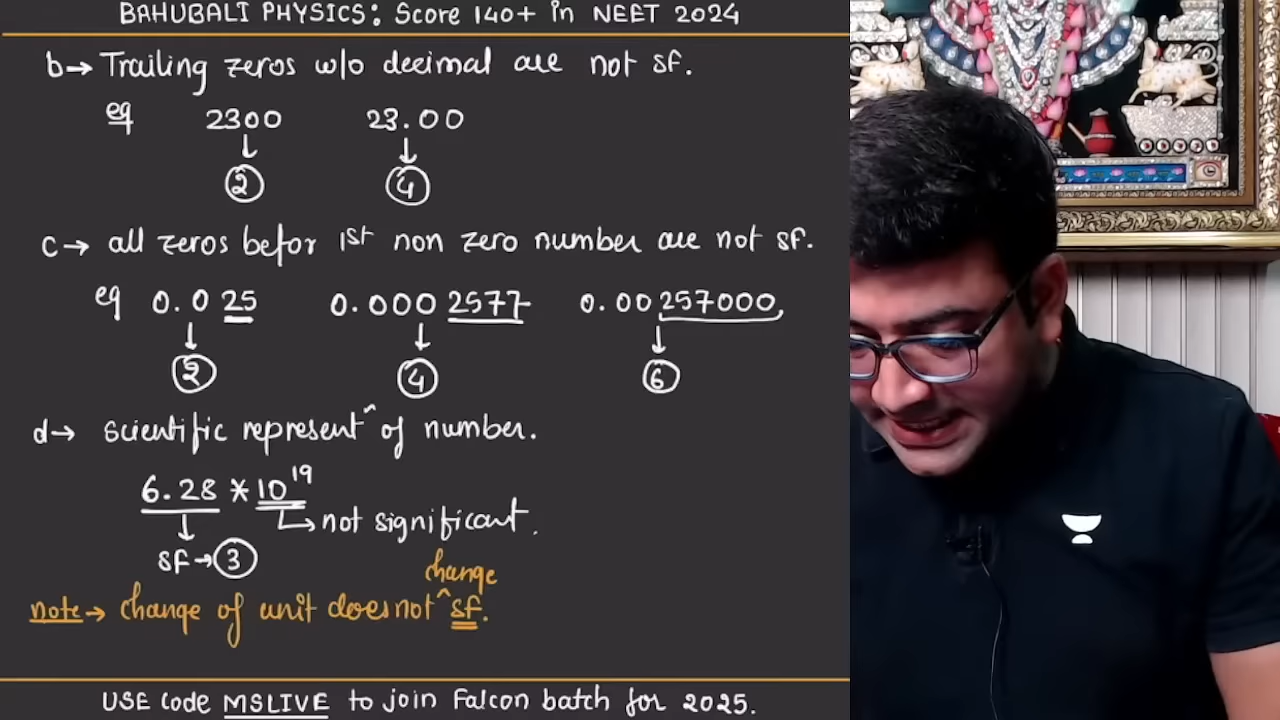 BAHUBALI PHYSICS: Score 140+ in NEET 2024
b→ Trailing zeros w/o decimal are not sf.
eg 2300 23.00
↓ ↓
2 4
c→ all zeros befor 1st non zero number are not sf.
eg 0.025 0.0002577 0.00257000
↓ ↓ ↓
2 4 6
d→ scientific represent^n of number.
6.28 * 10^19
↳ not significant.
↓
sf→3
change
note→ change of unit does not ^ sf.
USE Code MSLIVE to join Falcon batch for 2025.